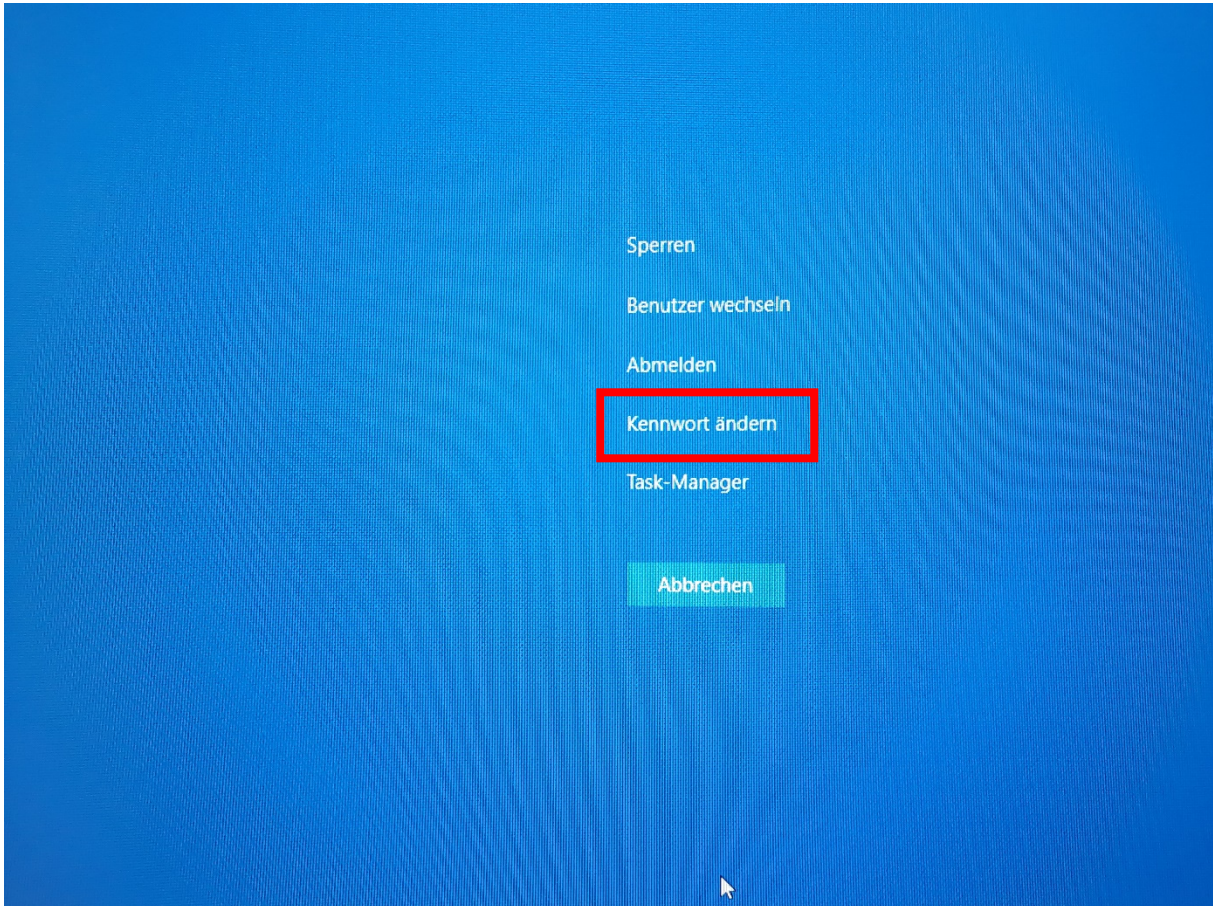 Sperren
Benutzer wechseln
Abmelden
Kennwort ändern
Task-Manager
Abbrechen